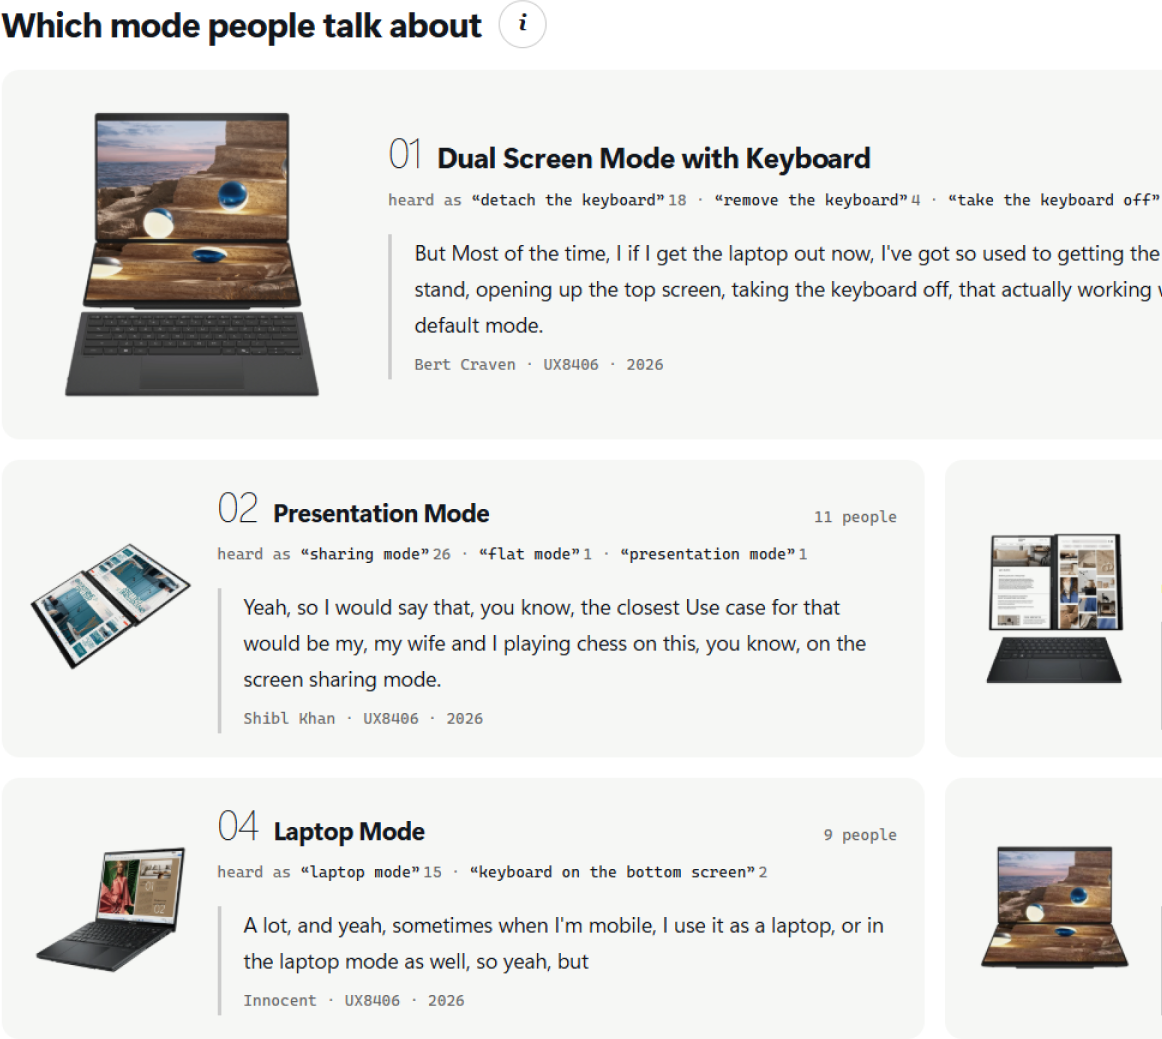 Which mode people talk about i
01 Dual Screen Mode with Keyboard
heard as “detach the keyboard” 18 · “remove the keyboard” 4 · “take the keyboard off”
But Most of the time, I if I get the laptop out now, I've got so used to getting the
stand, opening up the top screen, taking the keyboard off, that actually working
default mode.
Bert Craven · UX8406 · 2026
02 Presentation Mode
11 people
heard as “sharing mode” 26 · “flat mode” 1 · “presentation mode” 1
Yeah, so I would say that, you know, the closest Use case for that
would be my, my wife and I playing chess on this, you know, on the
screen sharing mode.
Shibl Khan · UX8406 · 2026
04 Laptop Mode
9 people
heard as “laptop mode” 15 · “keyboard on the bottom screen” 2
A lot, and yeah, sometimes when I'm mobile, I use it as a laptop, or in
the laptop mode as well, so yeah, but
Innocent · UX8406 · 2026